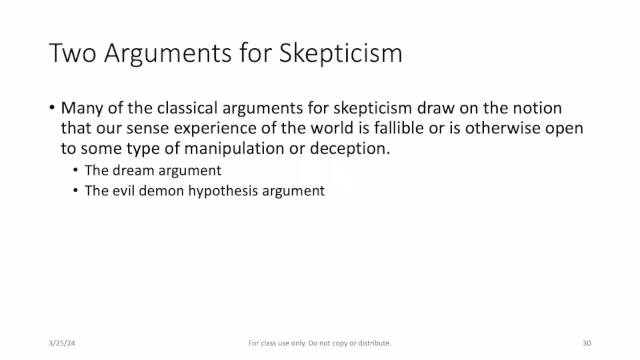 Two Arguments for Skepticism
• Many of the classical arguments for skepticism draw on the notion
that our sense experience of the world is fallible or is otherwise open
to some type of manipulation or deception.
• The dream argument
• The evil demon hypothesis argument
3/25/24
For class use only. Do not copy or distribute.
30